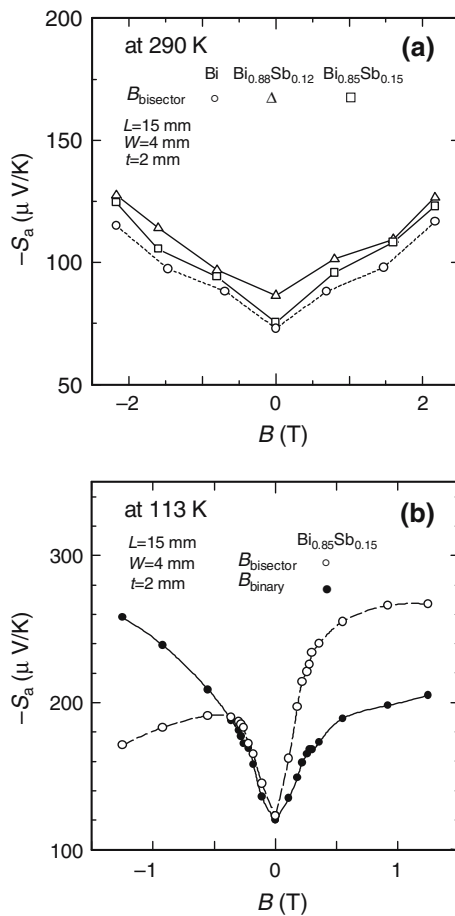 at 290 K
(a)
Bi Bi0.88Sb0.12 Bi0.85Sb0.15
Bbisector
L=15 mm
W=4 mm
t=2 mm
200
150
100
50
−Sa (μ V/K)
−2 0 2
B (T)
at 113 K
(b)
Bi0.85Sb0.15
L=15 mm
W=4 mm
t=2 mm
Bbisector
Bbinary
300
200
100
−Sa (μ V/K)
−1 0 1
B (T)